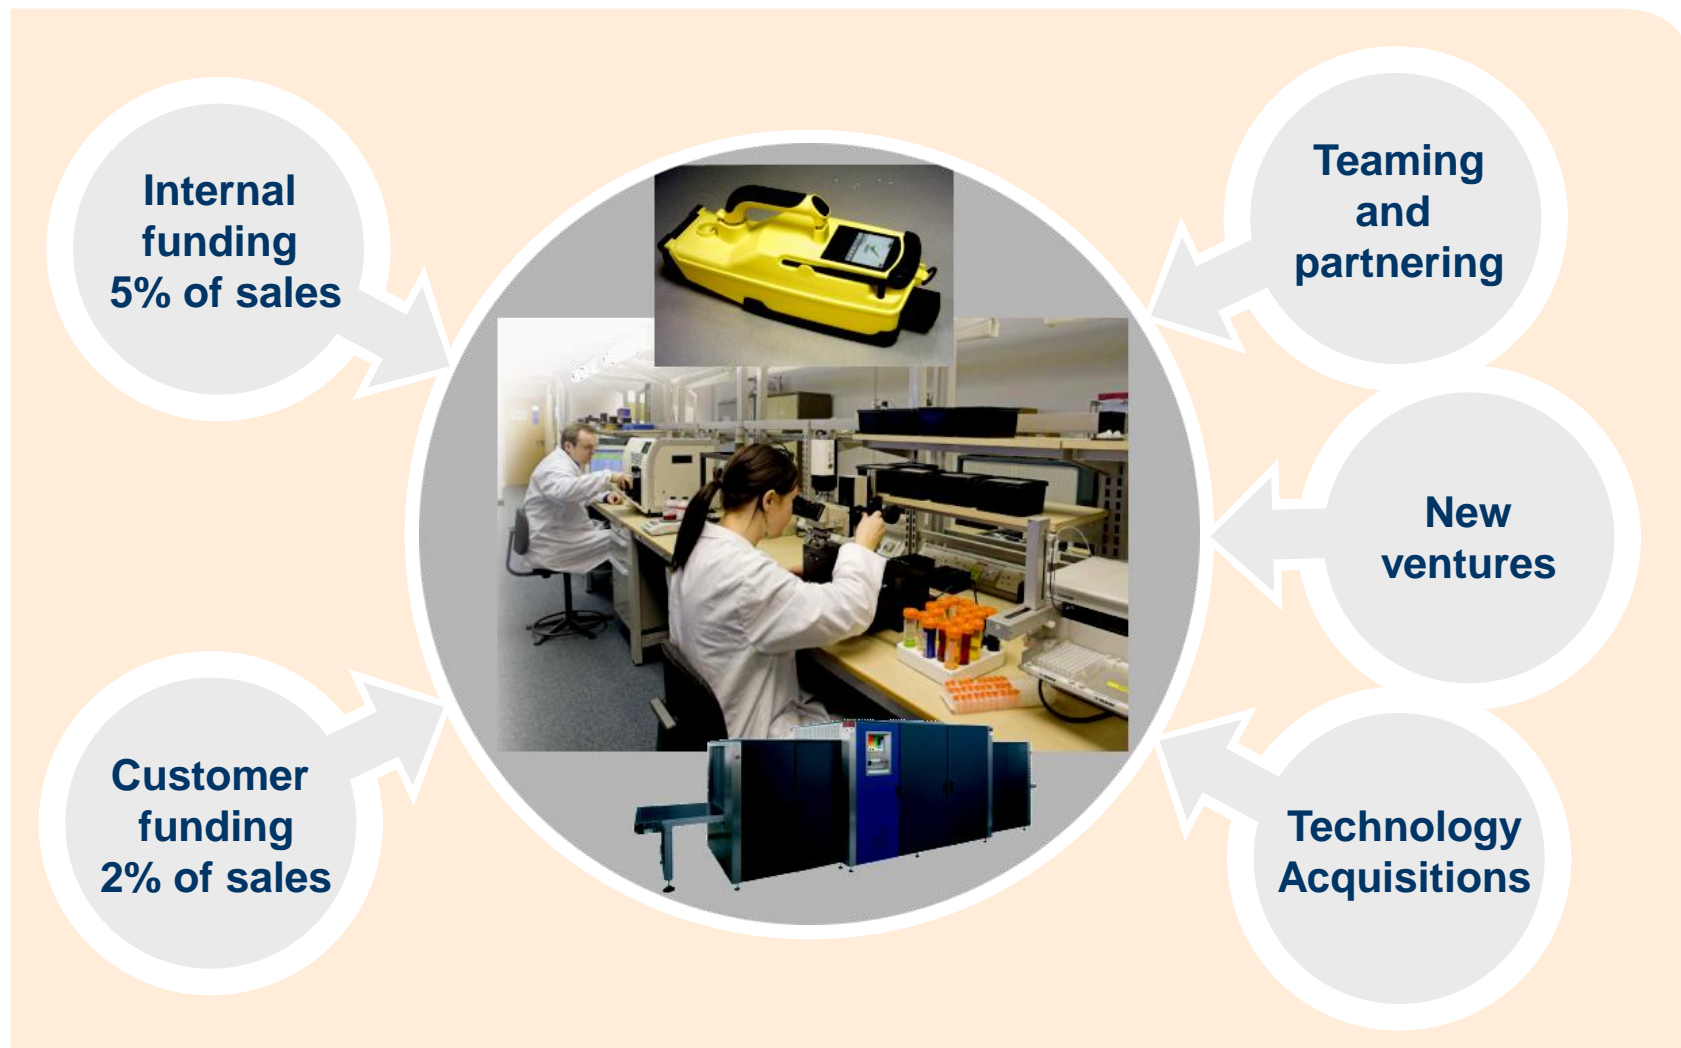 Internal
funding
5% of sales
Customer
funding
2% of sales
Teaming
and
partnering
New
ventures
Technology
Acquisitions